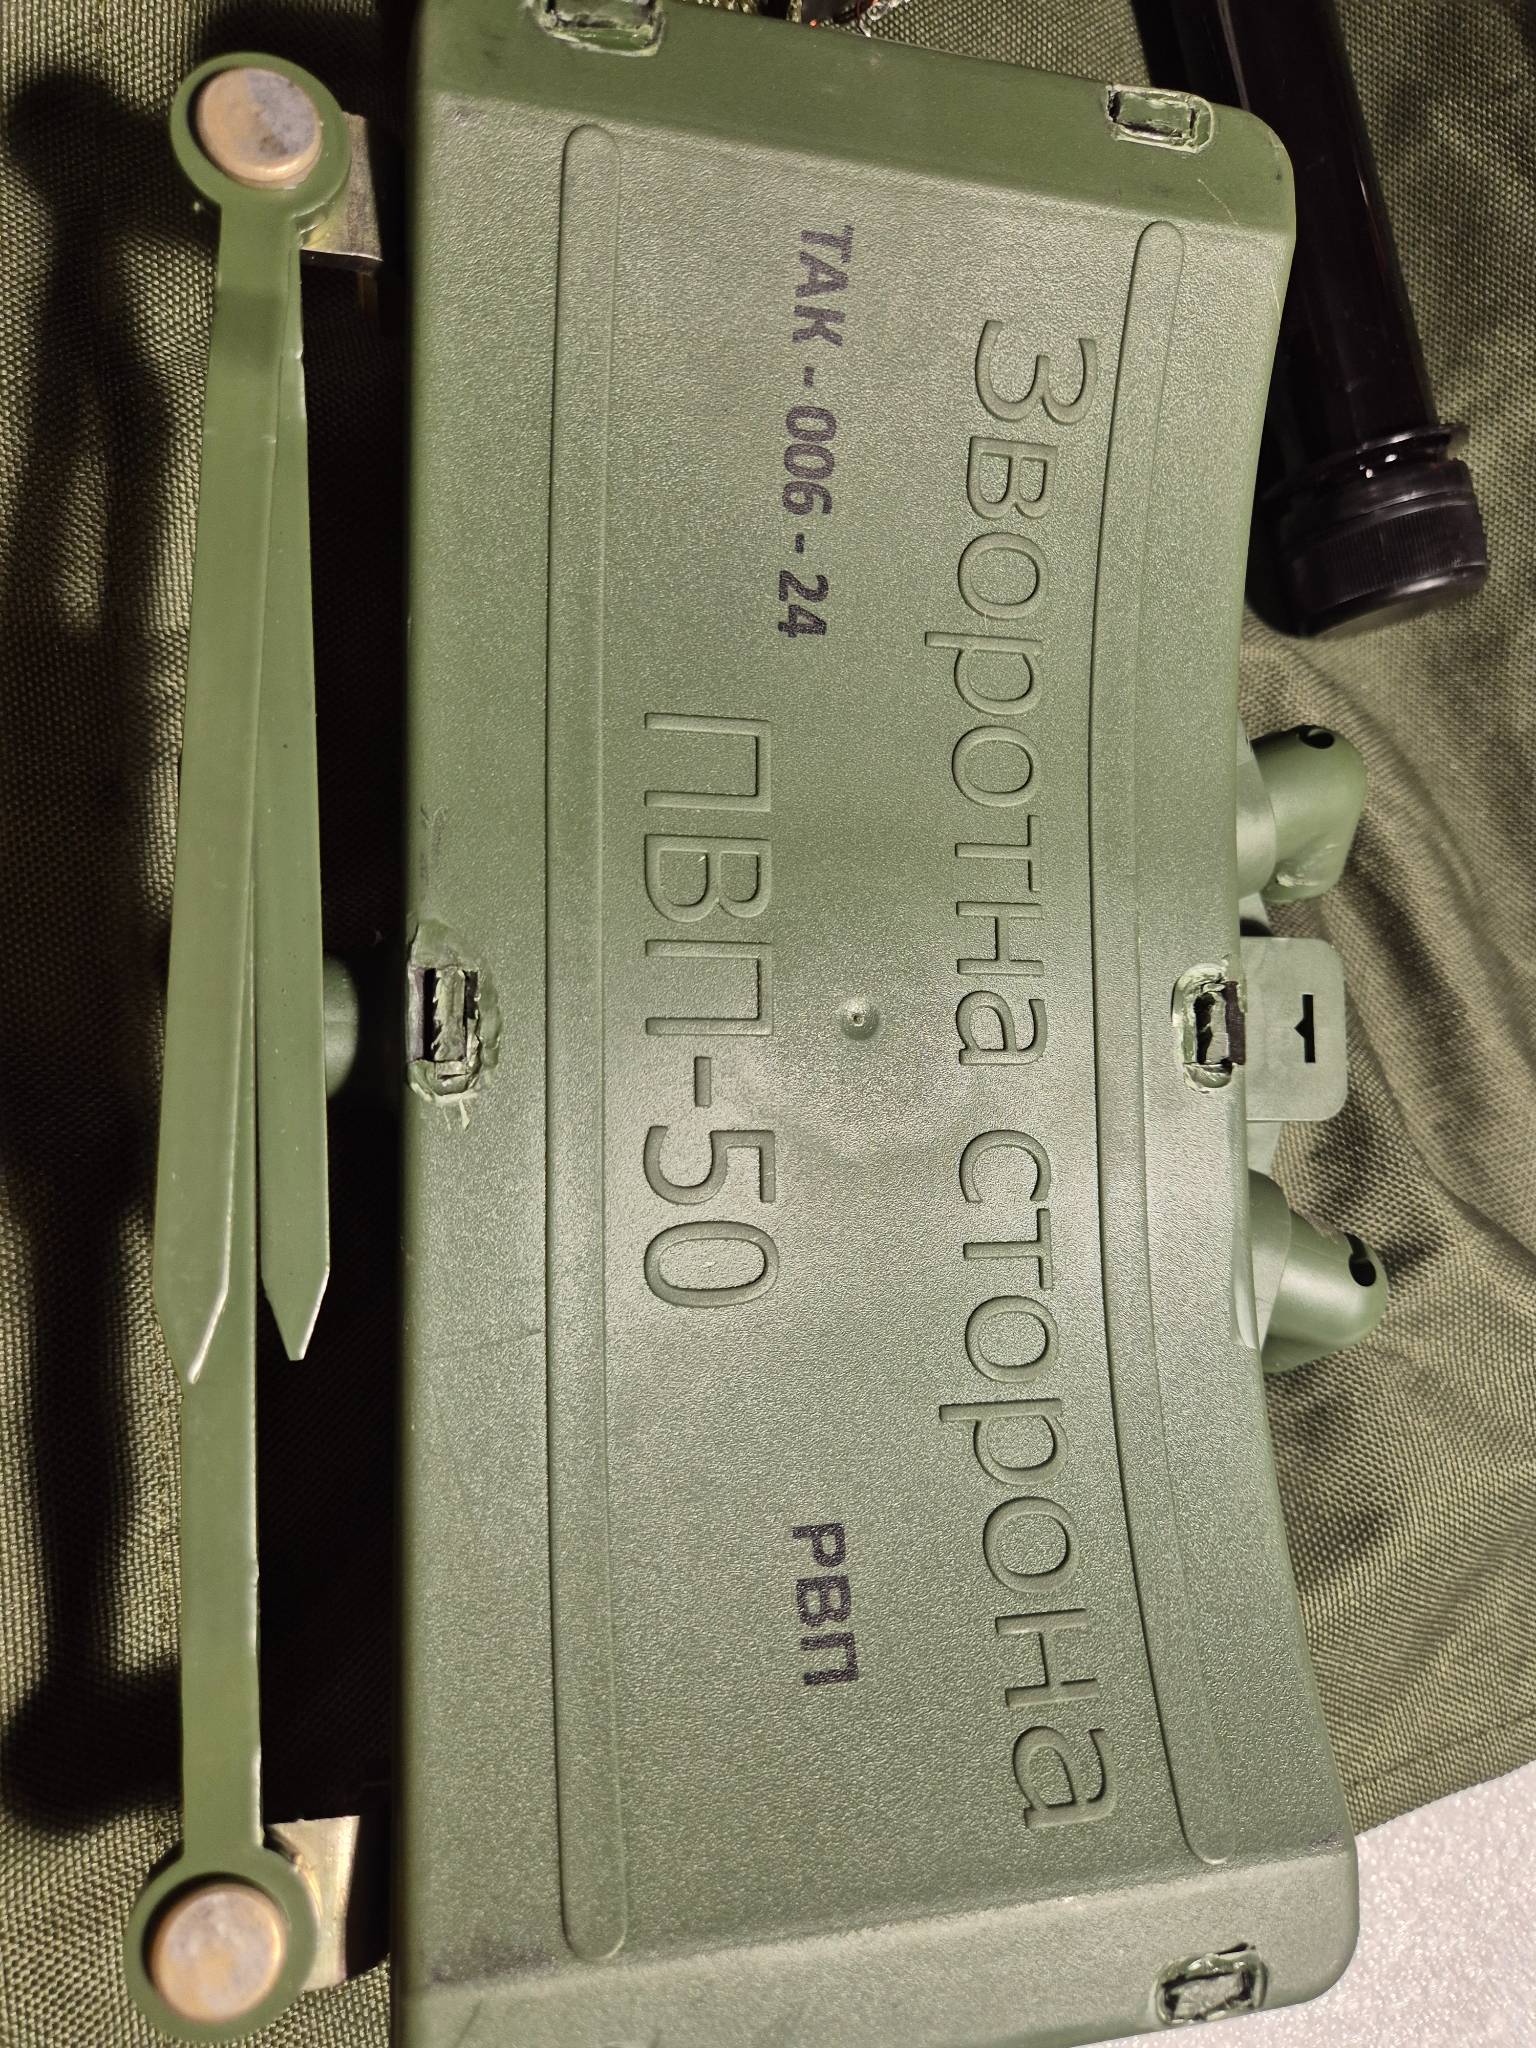 Зворотна сторона
ТАК - 006 - 24
РВП
ПВП-50